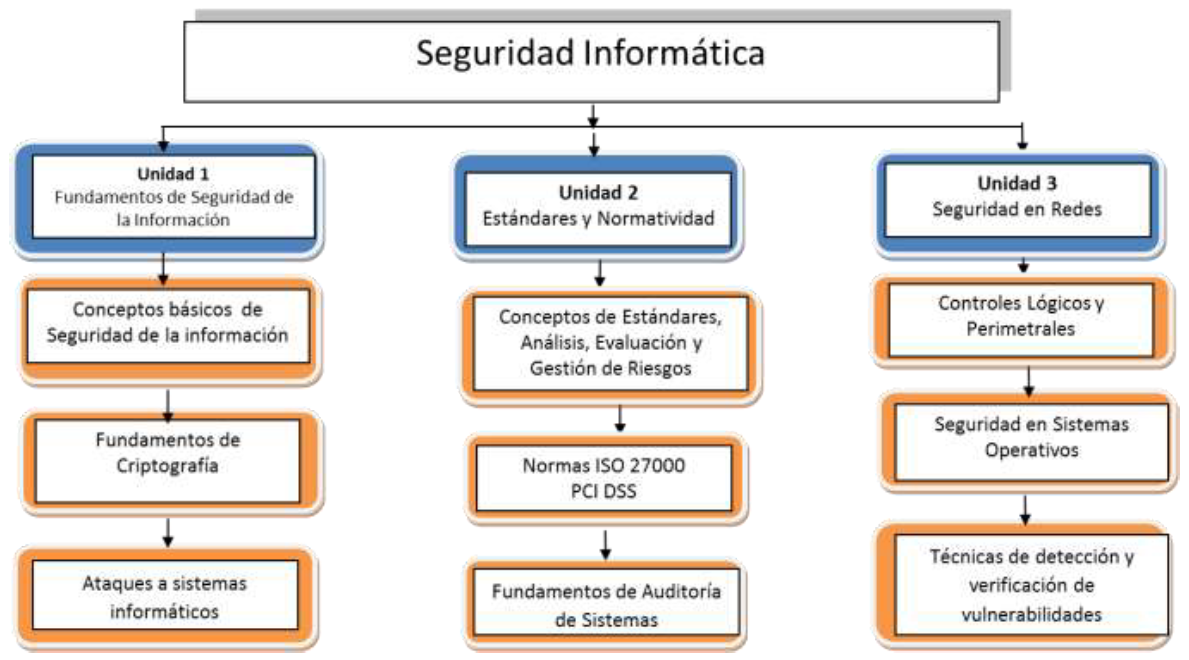 Seguridad Informática
Unidad 1
Fundamentos de Seguridad de
la Información
Conceptos básicos de
Seguridad de la información
Fundamentos de
Criptografía
Ataques a sistemas
informáticos
Unidad 2
Estándares y Normatividad
Conceptos de Estándares,
Análisis, Evaluación y
Gestión de Riesgos
Normas ISO 27000
PCI DSS
Fundamentos de Auditoría
de Sistemas
Unidad 3
Seguridad en Redes
Controles Lógicos y
Perimetrales
Seguridad en Sistemas
Operativos
Técnicas de detección y
verificación de
vulnerabilidades